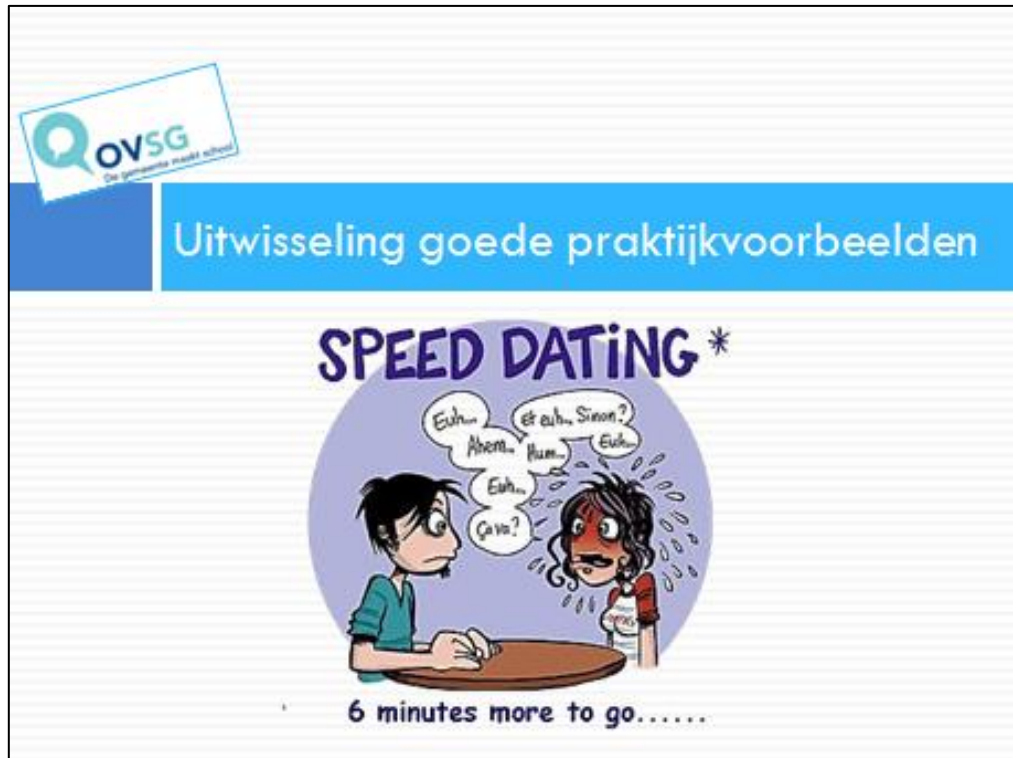 OVSG
De gemeente maakt school
Uitwisseling goede praktijkvoorbeelden
SPEED DATiNG *
Euh...
Ahem..
Et euh.. Sinon?
Hum...
Euh...
Euh...
Ça va?
6 minutes more to go......